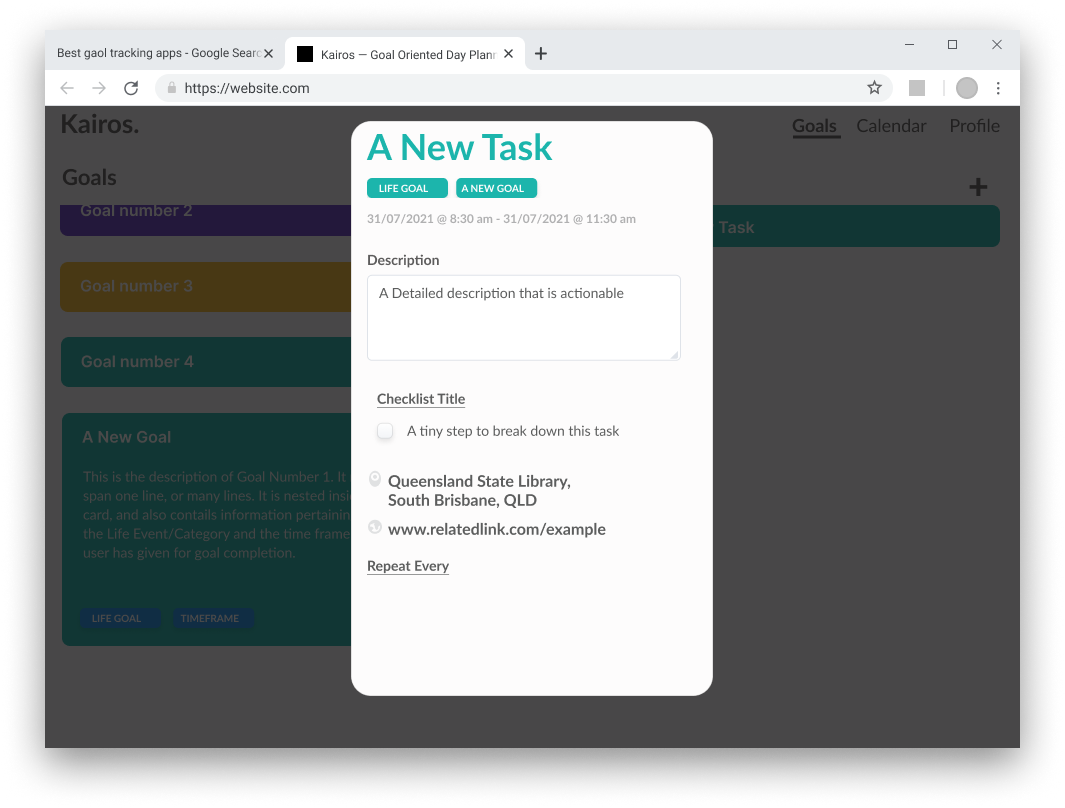 Best gaol tracking apps - Google Searc
Kairos — Goal Oriented Day Plann
https://website.com
Kairos.
Goals
Calendar
Profile
Goals
Goal number 2
Goal number 3
Goal number 4
A New Goal
This is the description of Goal Number 1. It
span one line, or many lines. It is nested insi
card, and also contails information pertainin
the Life Event/Category and the time frame
user has given for goal completion.
LIFE GOAL
TIMEFRAME
A New Task
LIFE GOAL
A NEW GOAL
31/07/2021 @ 8:30 am - 31/07/2021 @ 11:30 am
Description
A Detailed description that is actionable
Checklist Title
A tiny step to break down this task
Queensland State Library,
South Brisbane, QLD
www.relatedlink.com/example
Repeat Every
Task